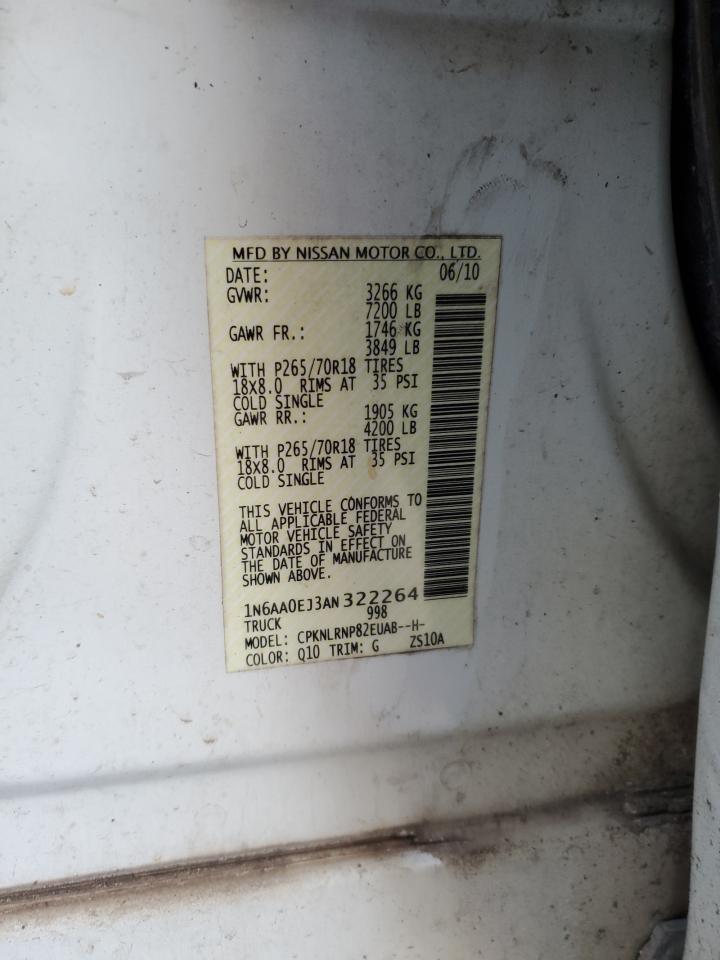 MFD BY NISSAN MOTOR CO., LTD.
DATE: 06/10
GVWR: 3266 KG
7200 LB
GAWR FR.: 1746 KG
3849 LB
WITH P265/70R18 TIRES
18X8.0 RIMS AT 35 PSI
COLD SINGLE
GAWR RR.: 1905 KG
4200 LB
WITH P265/70R18 TIRES
18X8.0 RIMS AT 35 PSI
COLD SINGLE
THIS VEHICLE CONFORMS TO
ALL APPLICABLE FEDERAL
MOTOR VEHICLE SAFETY
STANDARDS IN EFFECT ON
THE DATE OF MANUFACTURE
SHOWN ABOVE.
1N6AA0EJ3AN322264
TRUCK 998
MODEL: CPKNLRNP82EUAB--H-
COLOR: Q10 TRIM: G ZS10A